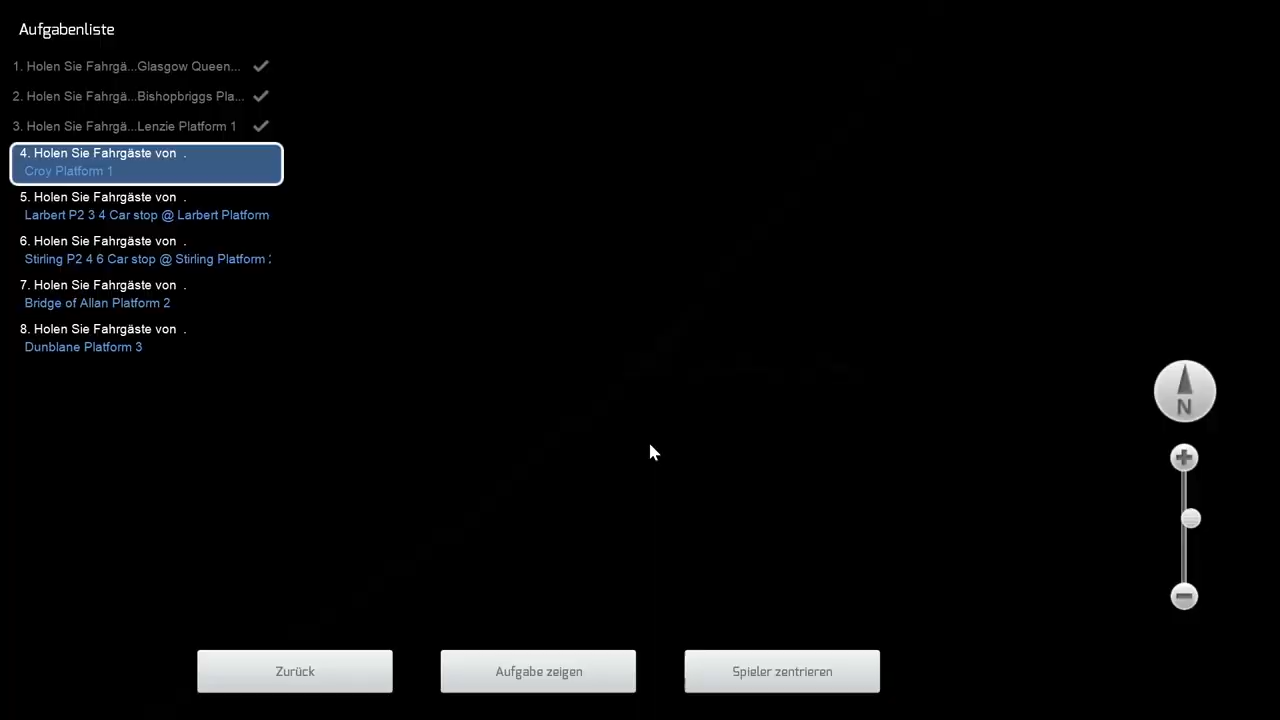 Aufgabenliste
1. Holen Sie Fahrgä...Glasgow Queen...
2. Holen Sie Fahrgä...Bishopbriggs Pla...
3. Holen Sie Fahrgä...Lenzie Platform 1
4. Holen Sie Fahrgäste von .
Croy Platform 1
5. Holen Sie Fahrgäste von .
Larbert P2 3 4 Car stop @ Larbert Platform
6. Holen Sie Fahrgäste von .
Stirling P2 4 6 Car stop @ Stirling Platform
7. Holen Sie Fahrgäste von .
Bridge of Allan Platform 2
8. Holen Sie Fahrgäste von .
Dunblane Platform 3
N
Zurück
Aufgabe zeigen
Spieler zentrieren